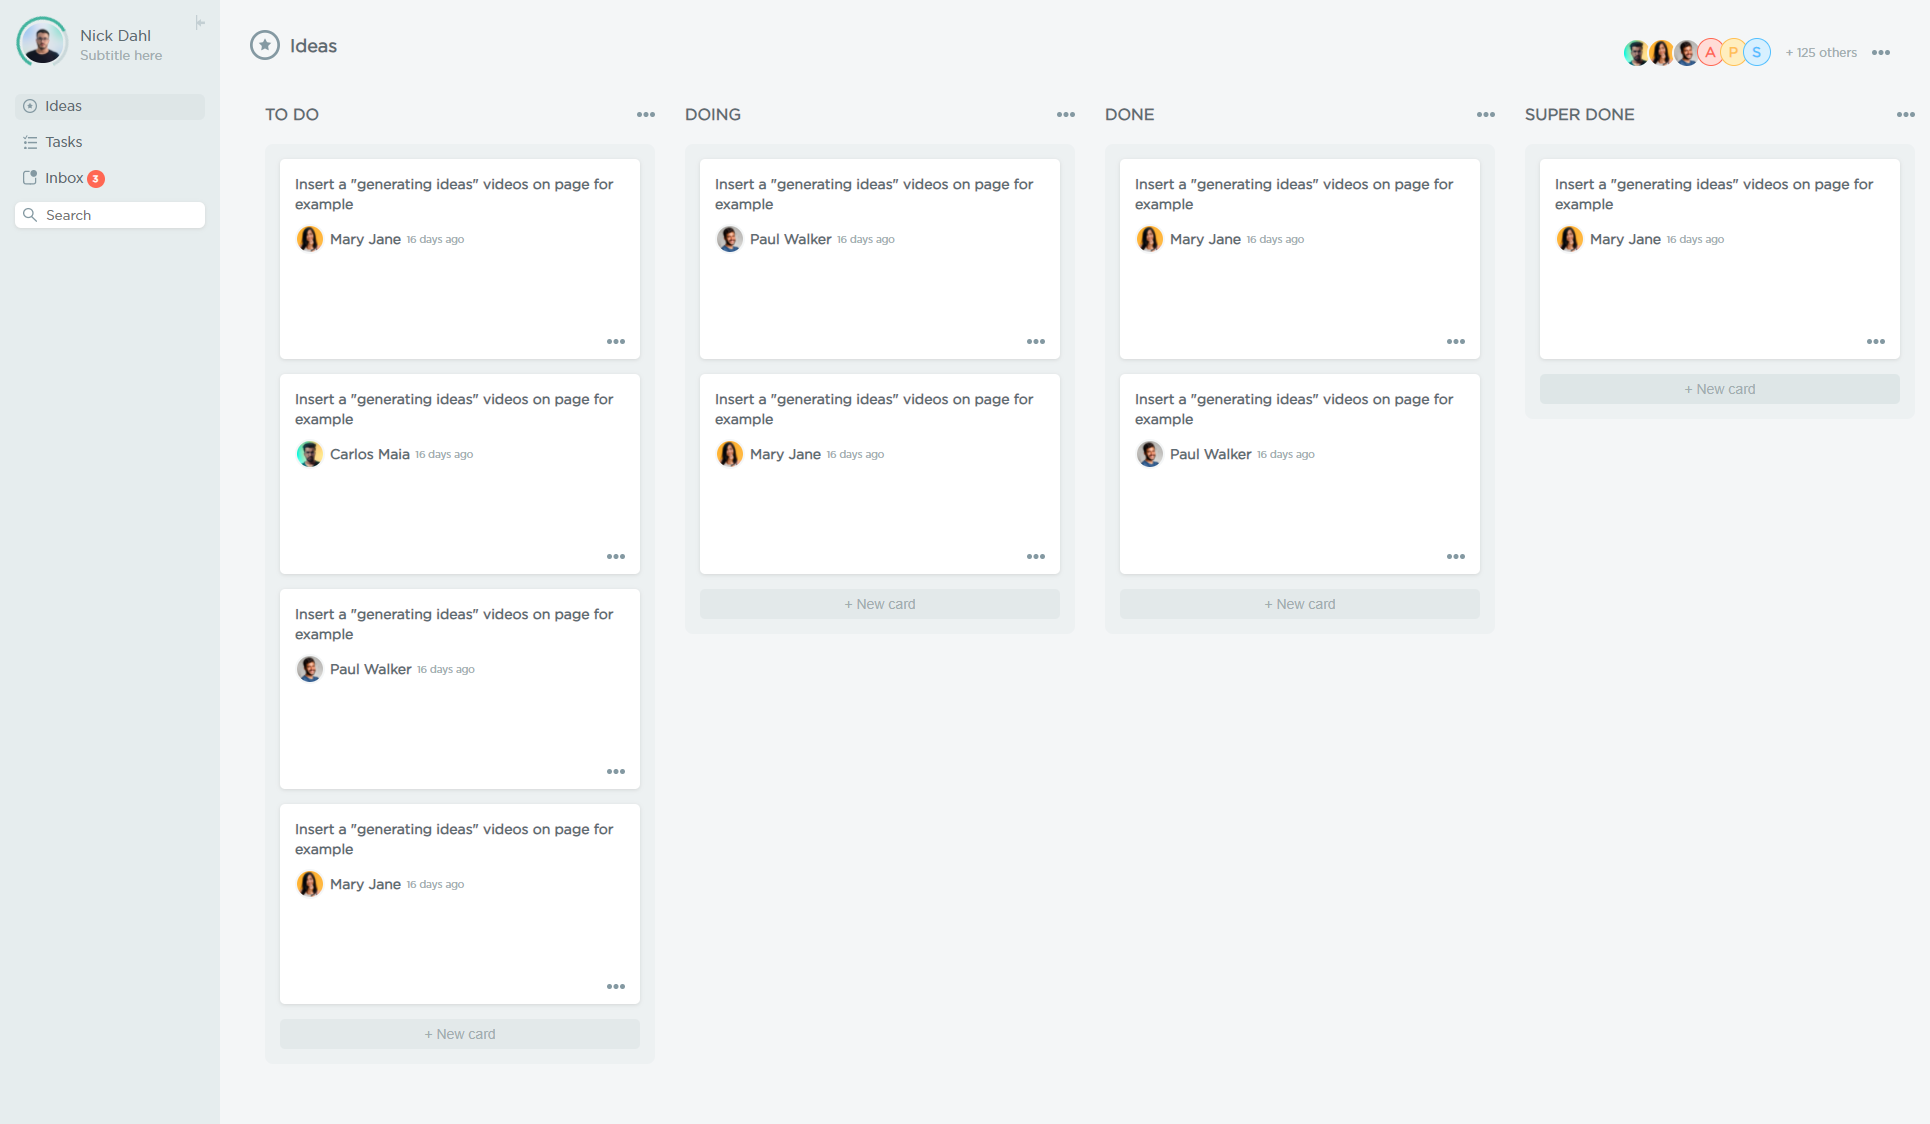 Nick Dahl
Subtitle here
Ideas
Tasks
Inbox 3
Search
Ideas
A P S + 125 others
TO DO
Insert a "generating ideas" videos on page for
example
Mary Jane 16 days ago
Insert a "generating ideas" videos on page for
example
Carlos Maia 16 days ago
Insert a "generating ideas" videos on page for
example
Paul Walker 16 days ago
Insert a "generating ideas" videos on page for
example
Mary Jane 16 days ago
+ New card
DOING
Insert a "generating ideas" videos on page for
example
Paul Walker 16 days ago
Insert a "generating ideas" videos on page for
example
Mary Jane 16 days ago
+ New card
DONE
Insert a "generating ideas" videos on page for
example
Mary Jane 16 days ago
Insert a "generating ideas" videos on page for
example
Paul Walker 16 days ago
+ New card
SUPER DONE
Insert a "generating ideas" videos on page for
example
Mary Jane 16 days ago
+ New card